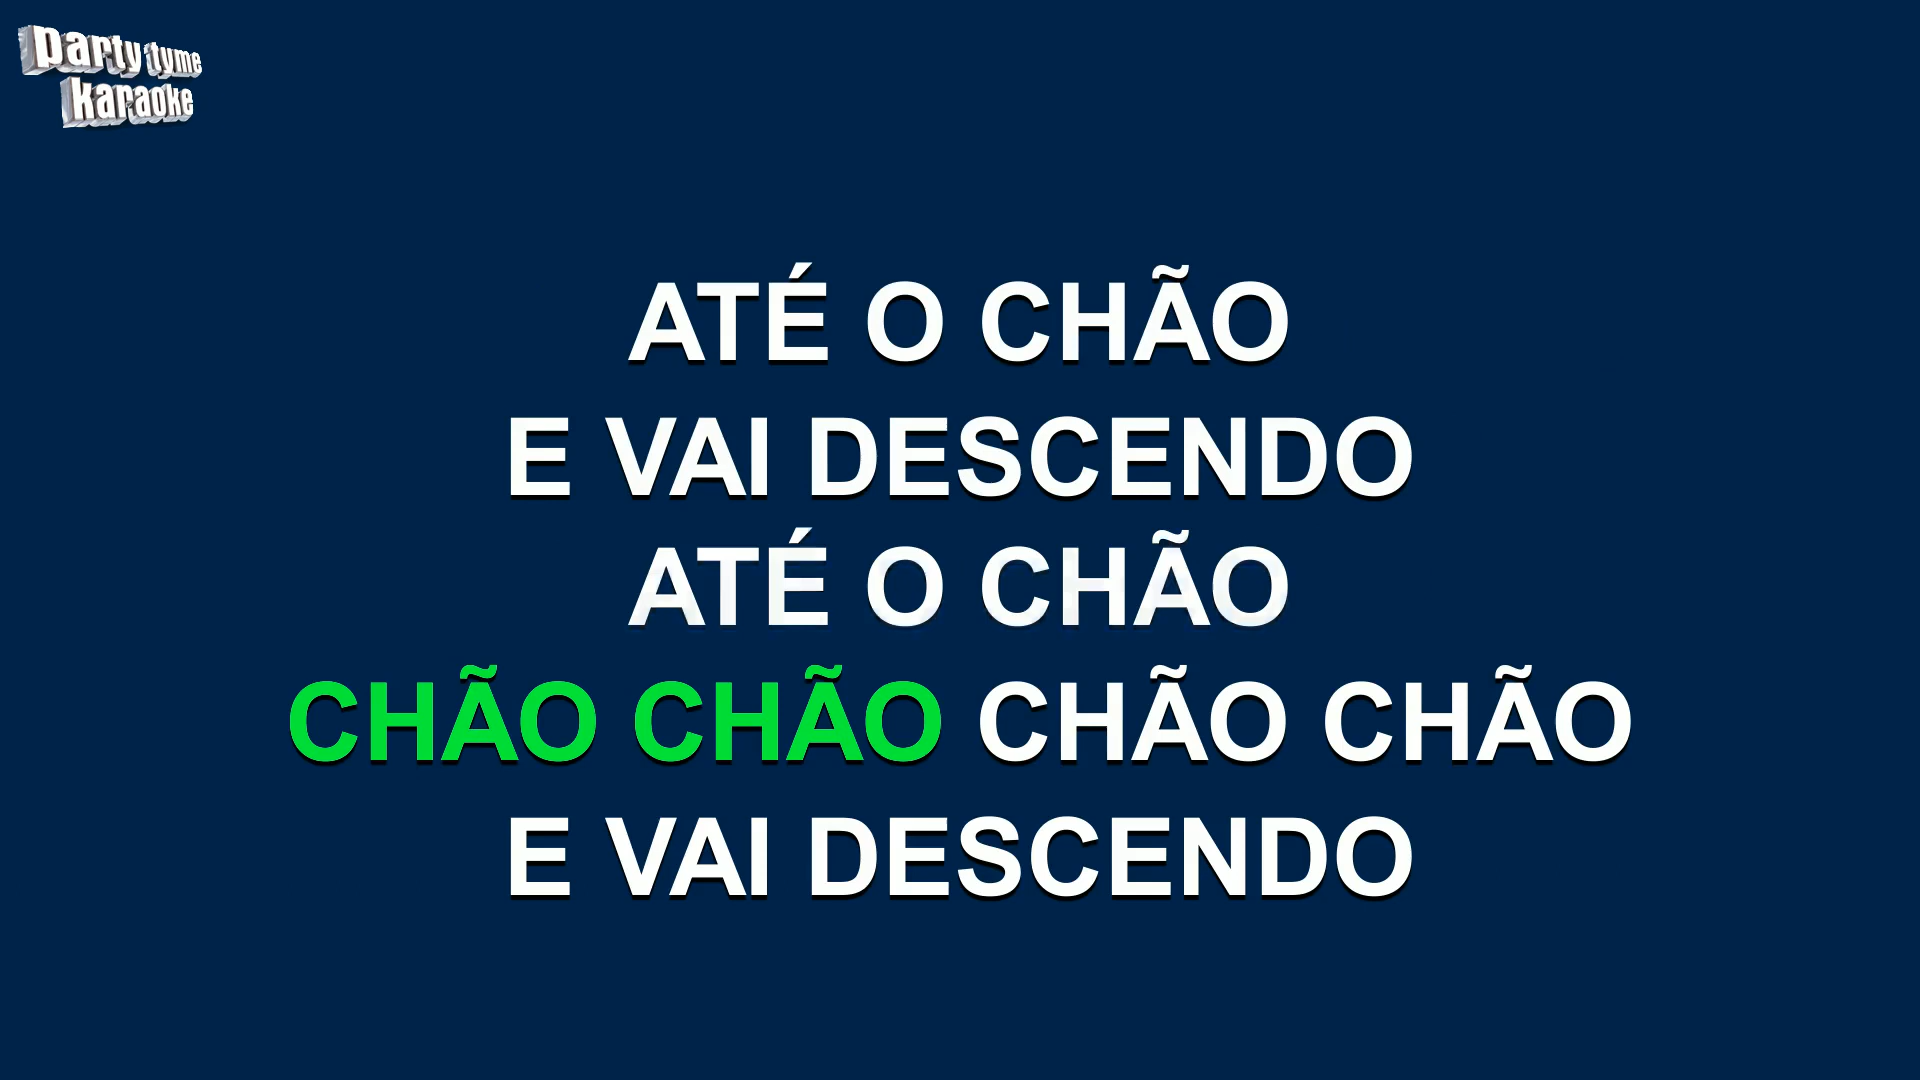 party tyme
karaoke
ATÉ O CHÃO
E VAI DESCENDO
ATÉ O CHÃO
CHÃO CHÃO CHÃO CHÃO
E VAI DESCENDO